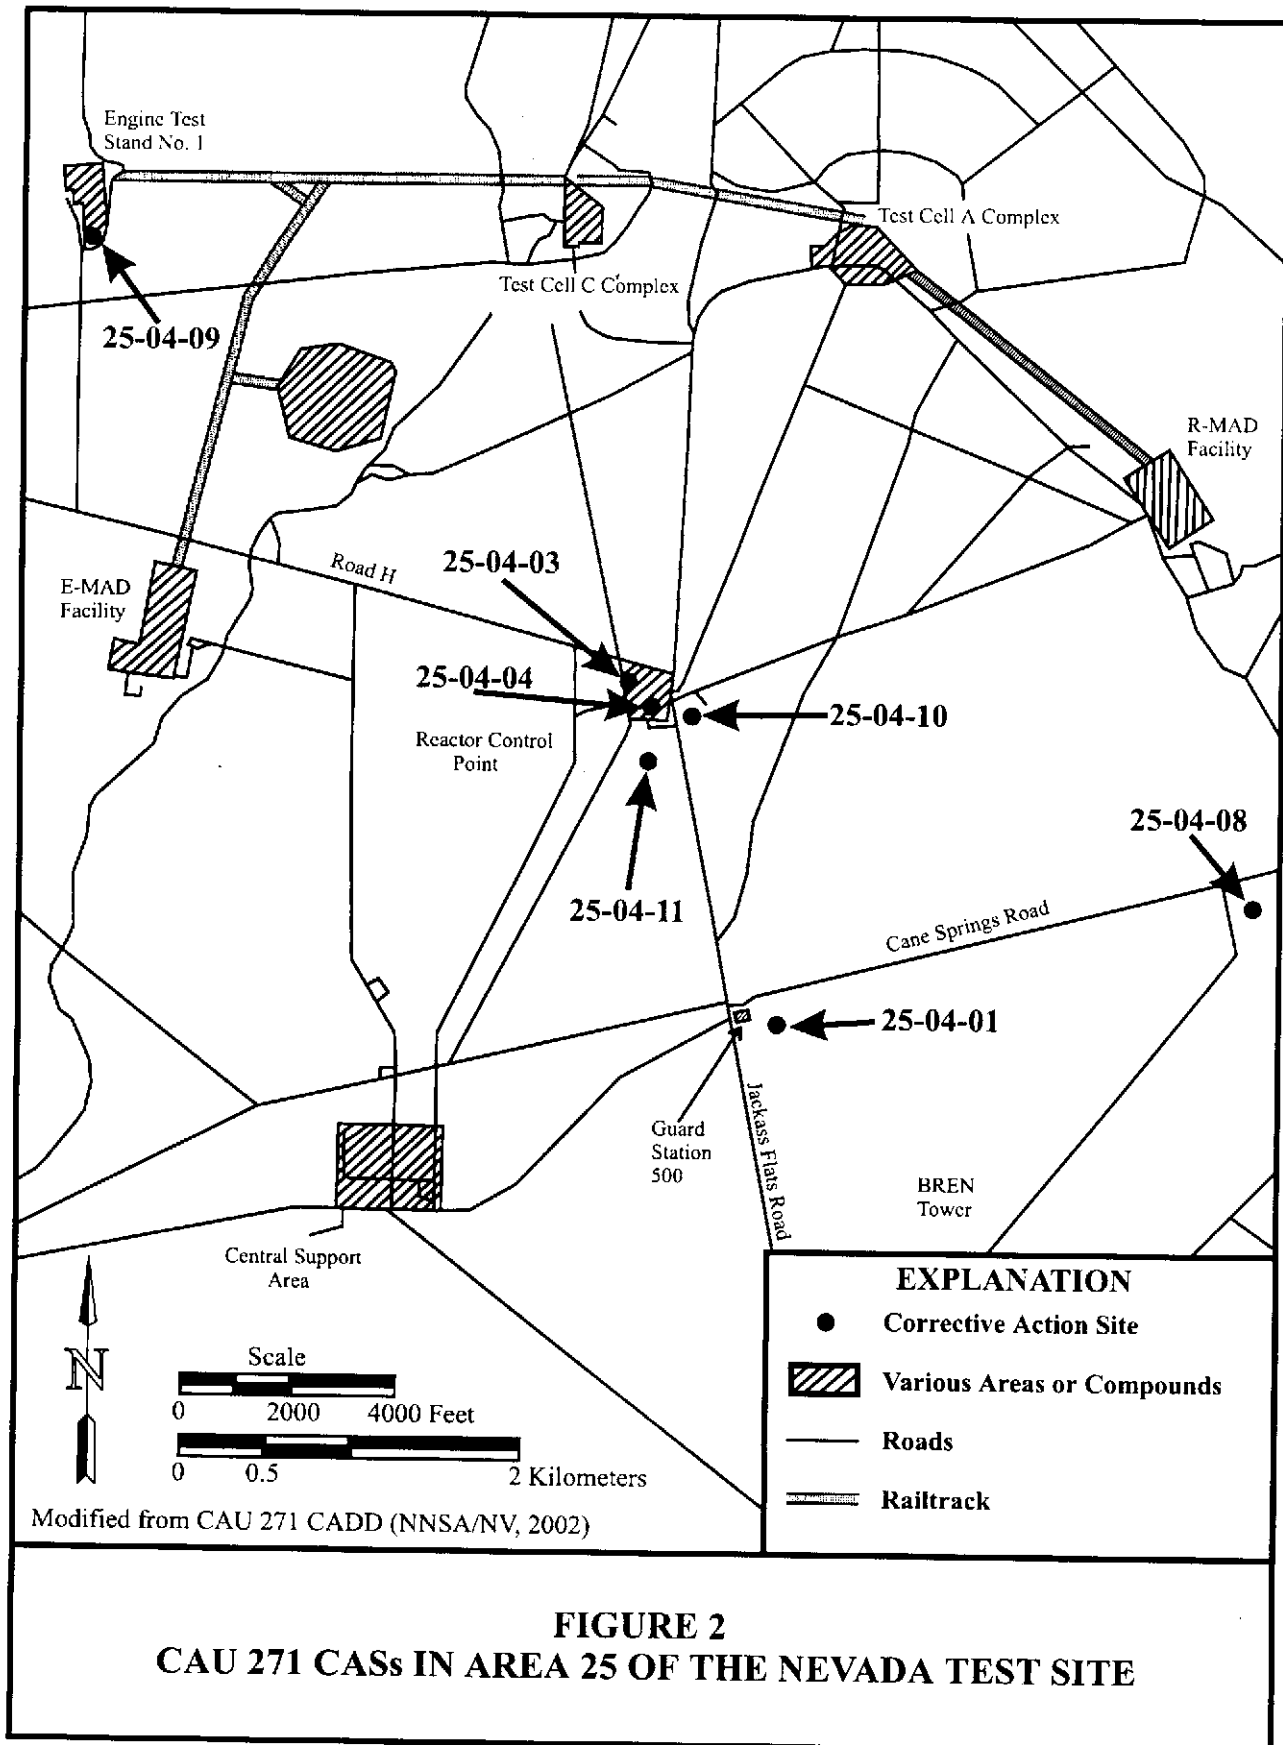 Engine Test
Stand No. 1
Test Cell A Complex
Test Cell C Complex
25-04-09
R-MAD
Facility
Road H
25-04-03
E-MAD
Facility
25-04-04
25-04-10
Reactor Control
Point
25-04-08
25-04-11
Cane Springs Road
25-04-01
Jackass Flats Road
Guard
Station
500
BREN
Tower
Central Support
Area
N
Scale
0 2000 4000 Feet
0 0.5 2 Kilometers
Modified from CAU 271 CADD (NNSA/NV, 2002)
EXPLANATION
Corrective Action Site
Various Areas or Compounds
Roads
Railtrack
FIGURE 2
CAU 271 CASs IN AREA 25 OF THE NEVADA TEST SITE